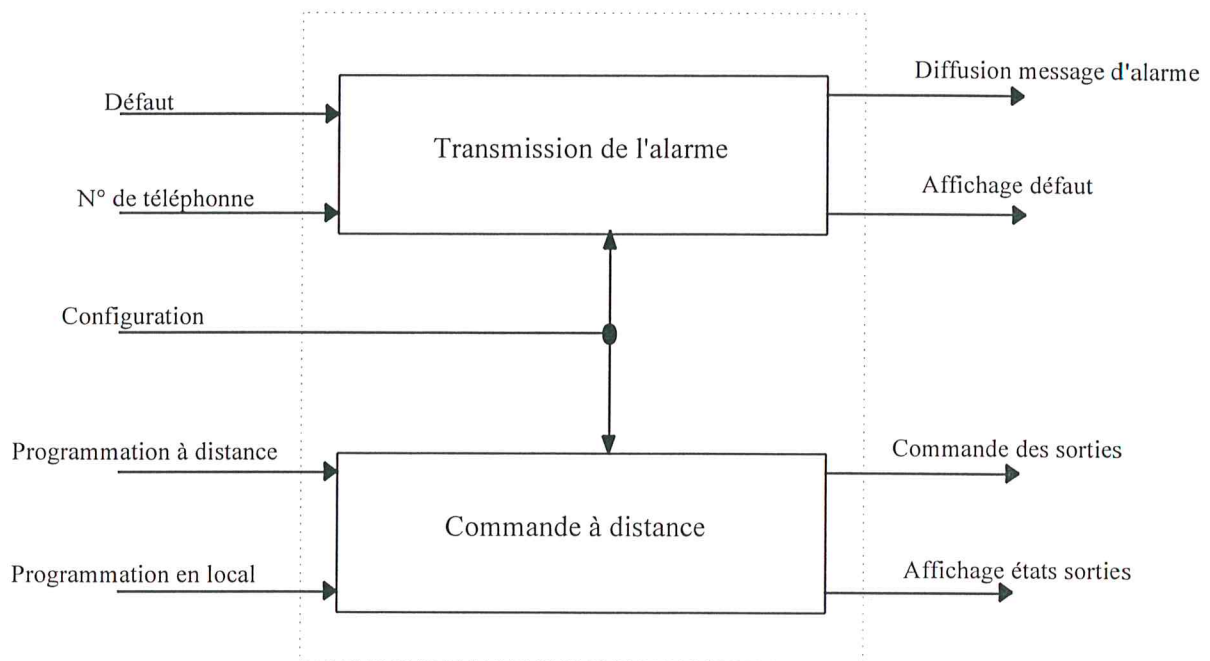 Diffusion message d'alarme
Défaut
Transmission de l'alarme
N° de téléphonne
Affichage défaut
Configuration
Programmation à distance
Commande des sorties
Commande à distance
Programmation en local
Affichage états sorties